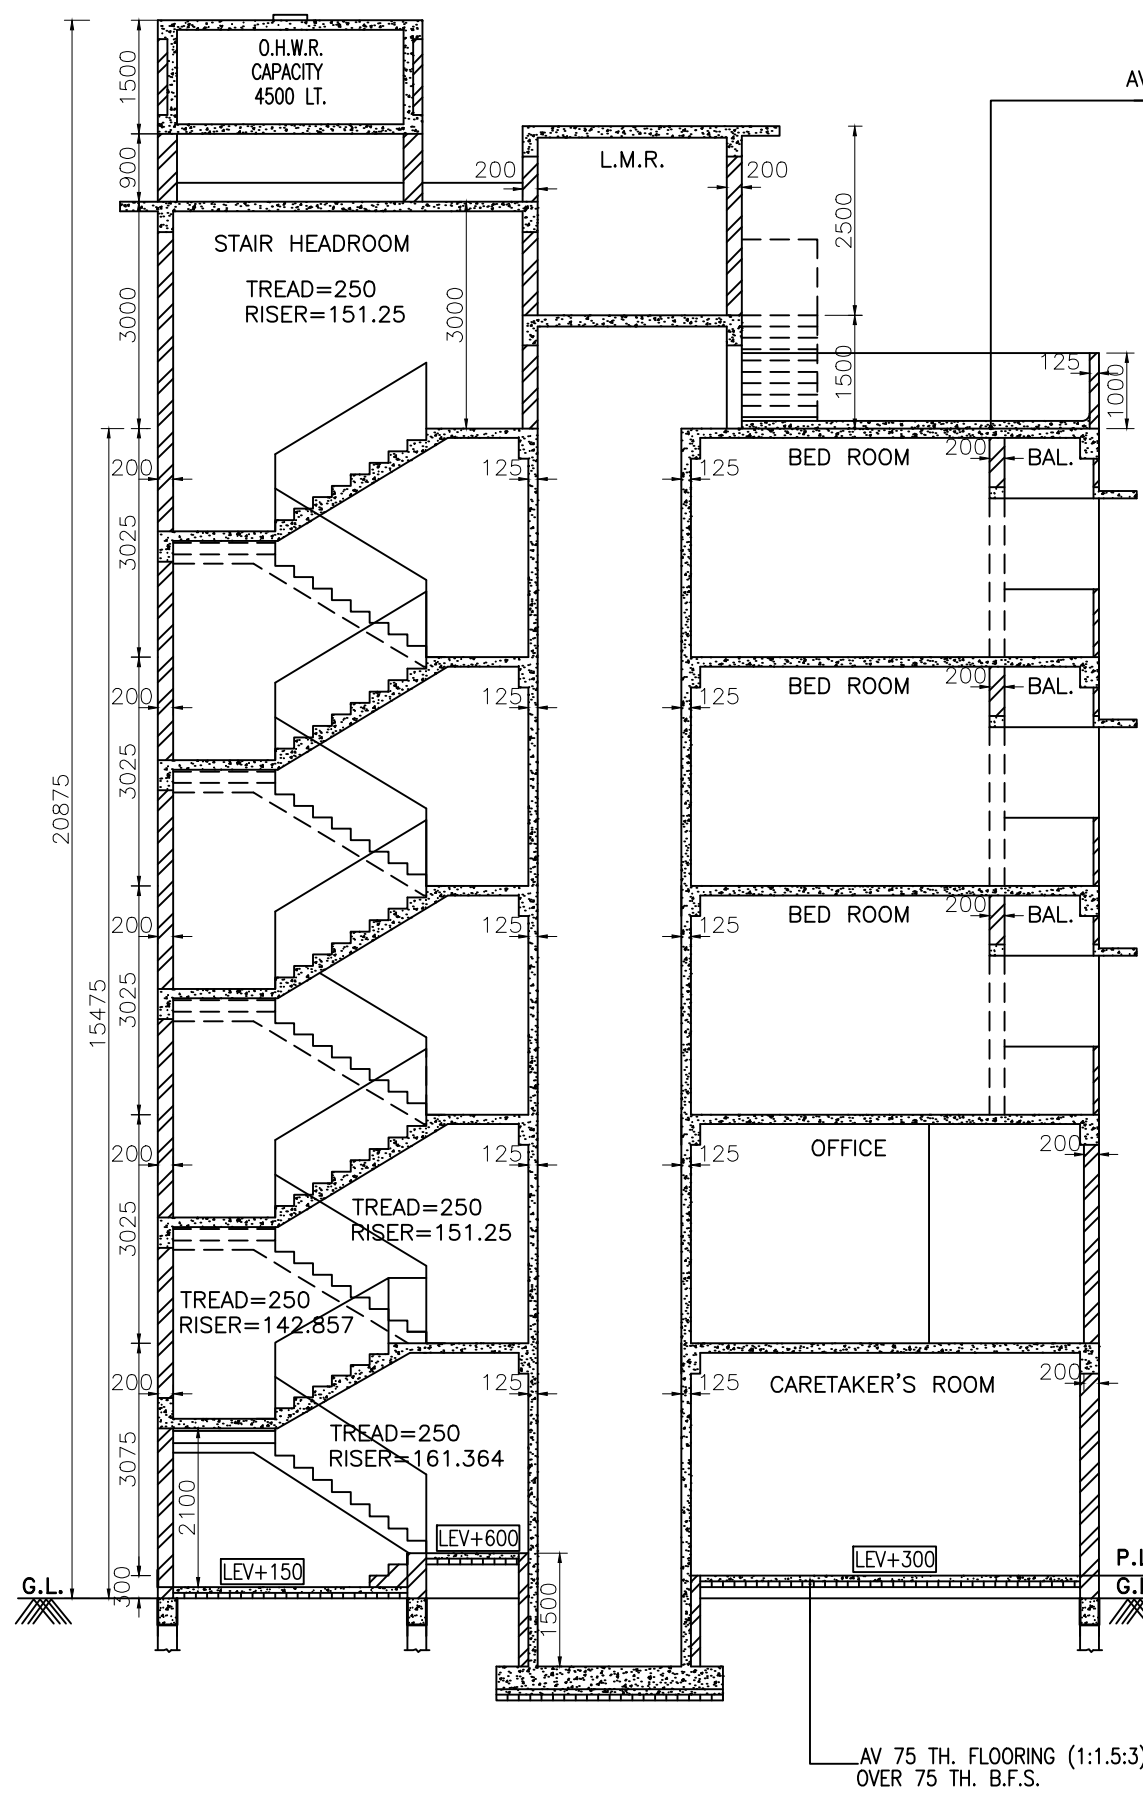 O.H.W.R.
CAPACITY
4500 LT.
AV
1500
900
200
L.M.R.
200
2500
STAIR HEADROOM
TREAD=250
RISER=151.25
3000
3000
1500
125
1000
200
125
125
BED ROOM
200
BAL.
3025
200
125
125
BED ROOM
200
BAL.
3025
20875
200
125
125
BED ROOM
200
BAL.
3025
15475
200
125
125
OFFICE
200
TREAD=250
RISER=151.25
3025
TREAD=250
RISER=142.857
200
125
125
CARETAKER'S ROOM
200
TREAD=250
RISER=161.364
3075
2100
LEV+600
LEV+150
LEV+300
P.L
G.L.
300
G.L
1500
AV 75 TH. FLOORING (1:1.5:3)
OVER 75 TH. B.F.S.